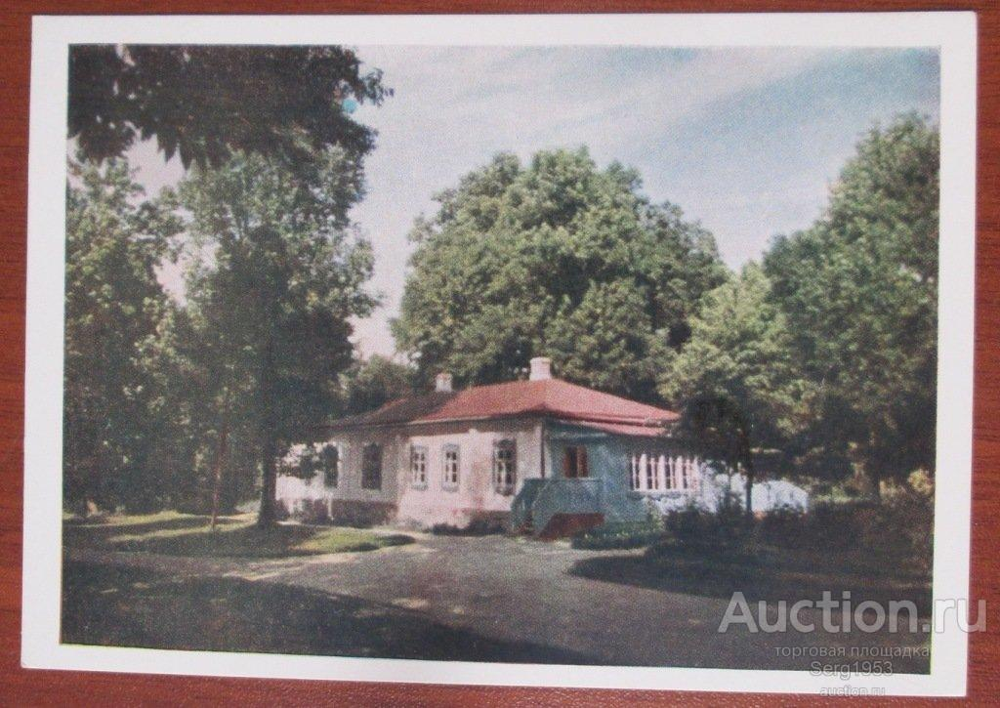 Auction.ru
торговая площадка
Serg1953
auction.ru